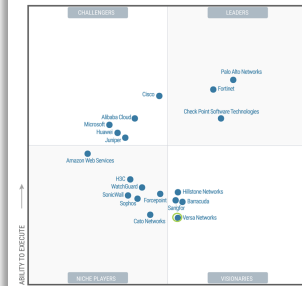 CHALLENGERS
LEADERS
Palo Alto Networks
Fortinet
Cisco
Check Point Software Technologies
Alibaba Cloud
Microsoft
Huawei
Juniper
Amazon Web Services
H3C
WatchGuard
SonicWall
Sophos
Forcepoint
Hillstone Networks
Barracuda
Sangfor
Cato Networks
Versa Networks
ABILITY TO EXECUTE
NICHE PLAYERS
VISIONARIES